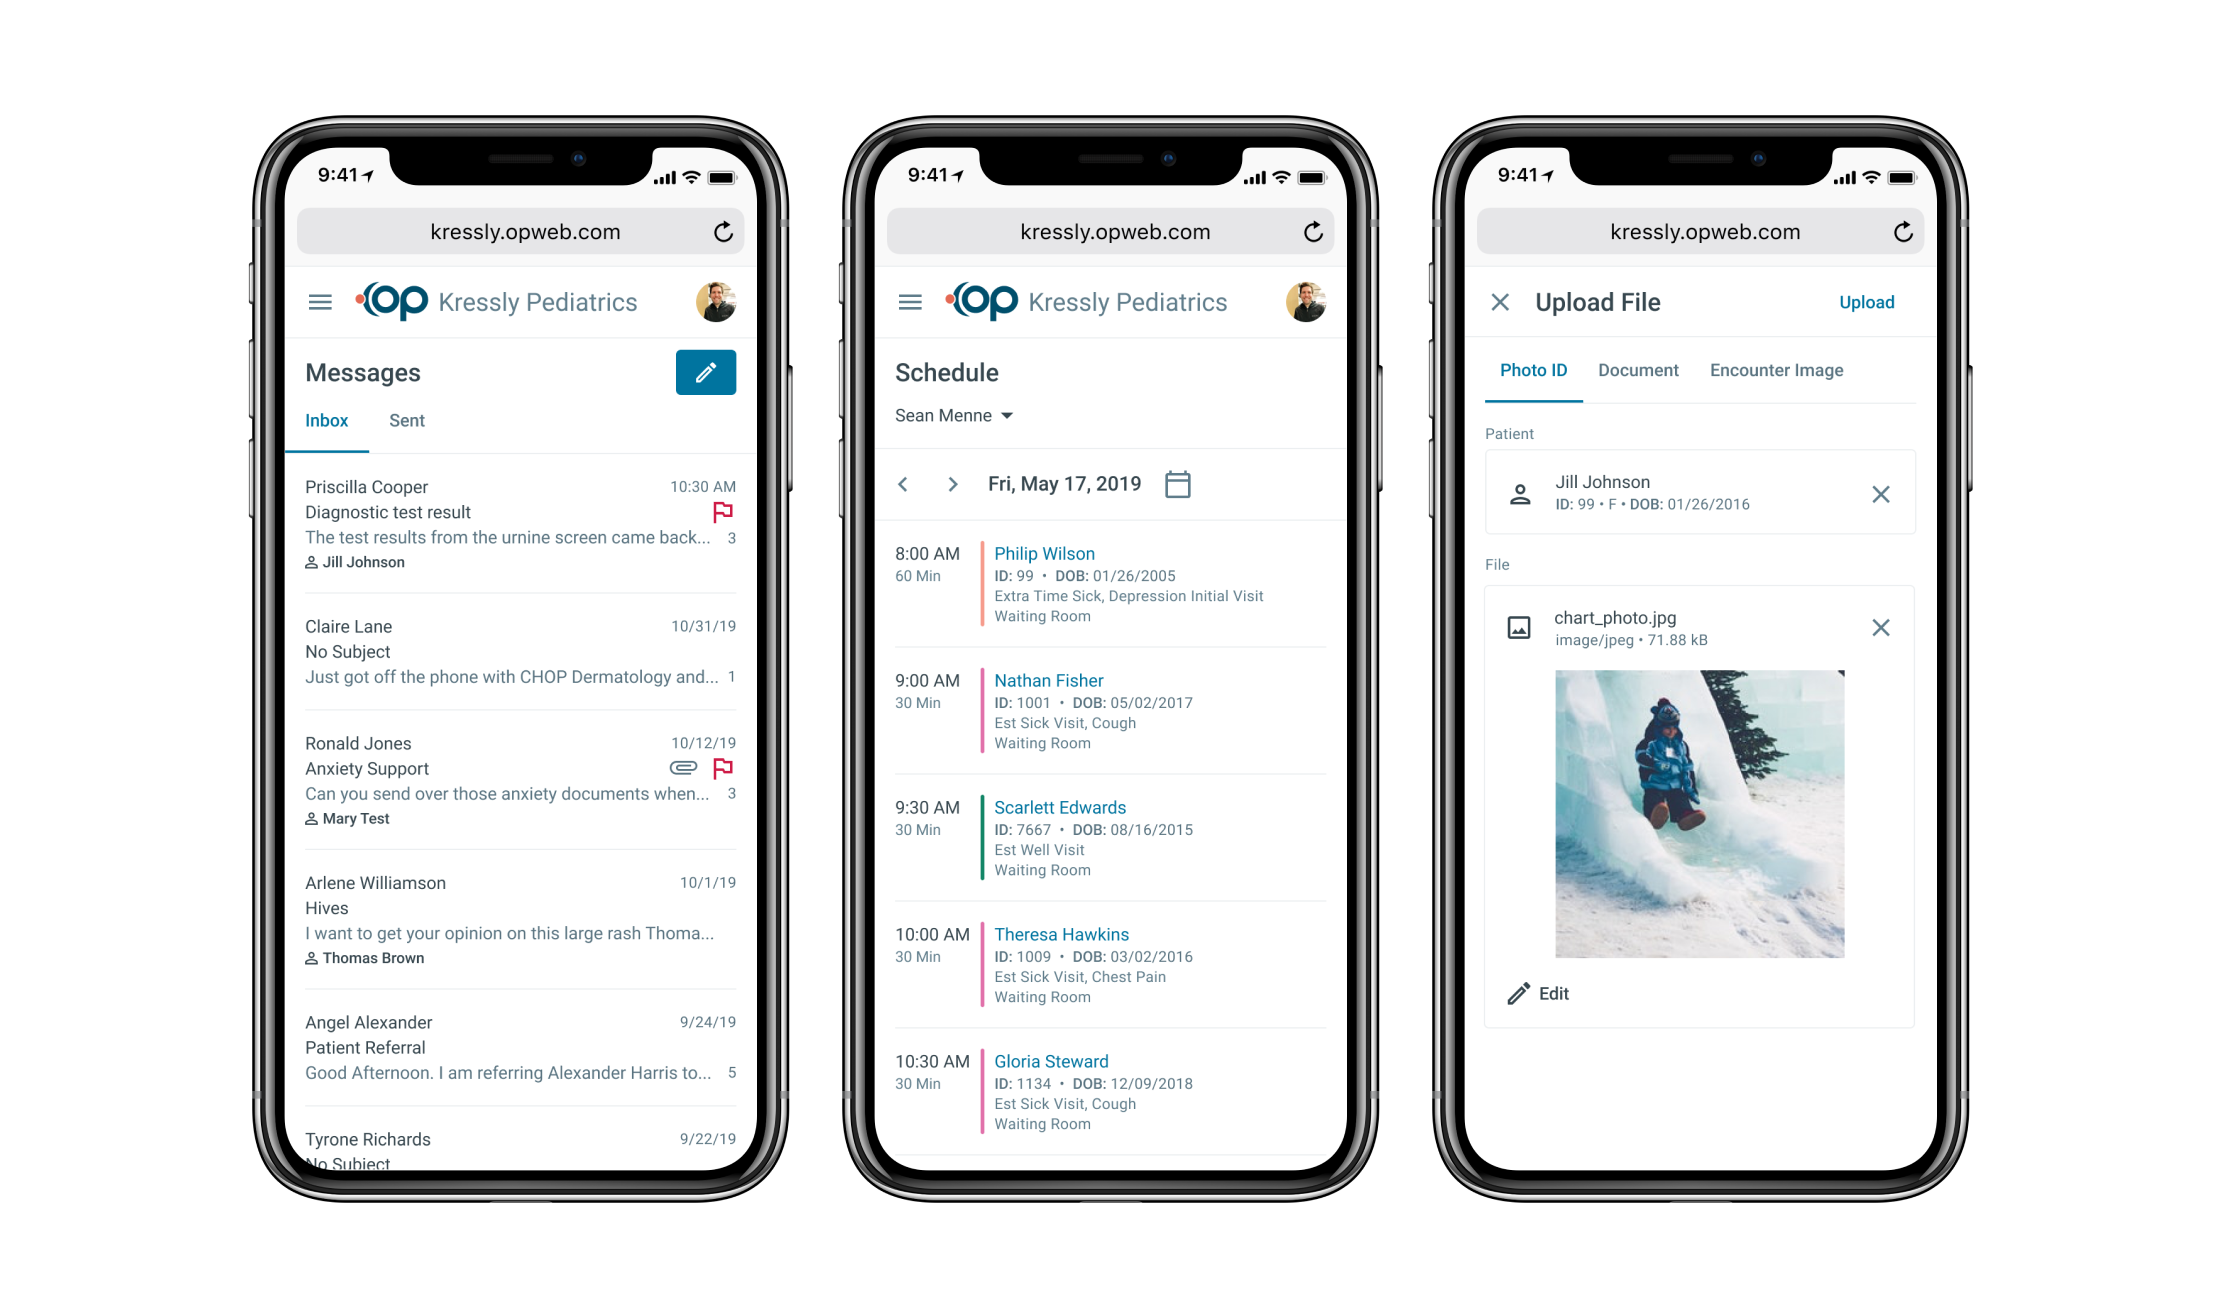 9:41
kressly.opweb.com
op Kressly Pediatrics
Messages
Inbox Sent
Priscilla Cooper 10:30 AM
Diagnostic test result
The test results from the urnine screen came back... 3
Jill Johnson
Claire Lane 10/31/19
No Subject
Just got off the phone with CHOP Dermatology and... 1
Ronald Jones 10/12/19
Anxiety Support
Can you send over those anxiety documents when... 3
Mary Test
Arlene Williamson 10/1/19
Hives
I want to get your opinion on this large rash Thoma...
Thomas Brown
Angel Alexander 9/24/19
Patient Referral
Good Afternoon. I am referring Alexander Harris to... 5
Tyrone Richards 9/22/19
No Subject
9:41
kressly.opweb.com
op Kressly Pediatrics
Schedule
Sean Menne
Fri, May 17, 2019
8:00 AM Philip Wilson
60 Min ID: 99 • DOB: 01/26/2005
Extra Time Sick, Depression Initial Visit
Waiting Room
9:00 AM Nathan Fisher
30 Min ID: 1001 • DOB: 05/02/2017
Est Sick Visit, Cough
Waiting Room
9:30 AM Scarlett Edwards
30 Min ID: 7667 • DOB: 08/16/2015
Est Well Visit
Waiting Room
10:00 AM Theresa Hawkins
30 Min ID: 1009 • DOB: 03/02/2016
Est Sick Visit, Chest Pain
Waiting Room
10:30 AM Gloria Steward
30 Min ID: 1134 • DOB: 12/09/2018
Est Sick Visit, Cough
Waiting Room
9:41
kressly.opweb.com
Upload File Upload
Photo ID Document Encounter Image
Patient
Jill Johnson
ID: 99 • F • DOB: 01/26/2016
File
chart_photo.jpg
image/jpeg • 71.88 kB
Edit